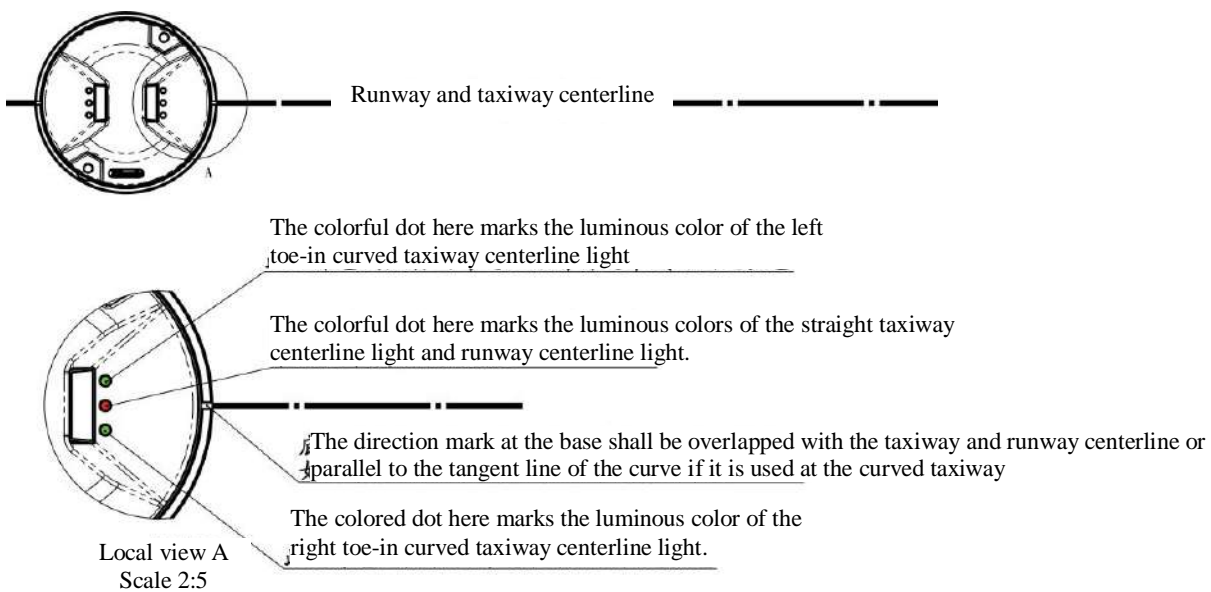 Runway and taxiway centerline
A
The colorful dot here marks the luminous color of the left
toe-in curved taxiway centerline light
The colorful dot here marks the luminous colors of the straight taxiway
centerline light and runway centerline light.
The direction mark at the base shall be overlapped with the taxiway and runway centerline or
parallel to the tangent line of the curve if it is used at the curved taxiway
The colored dot here marks the luminous color of the
right toe-in curved taxiway centerline light.
Local view A
Scale 2:5